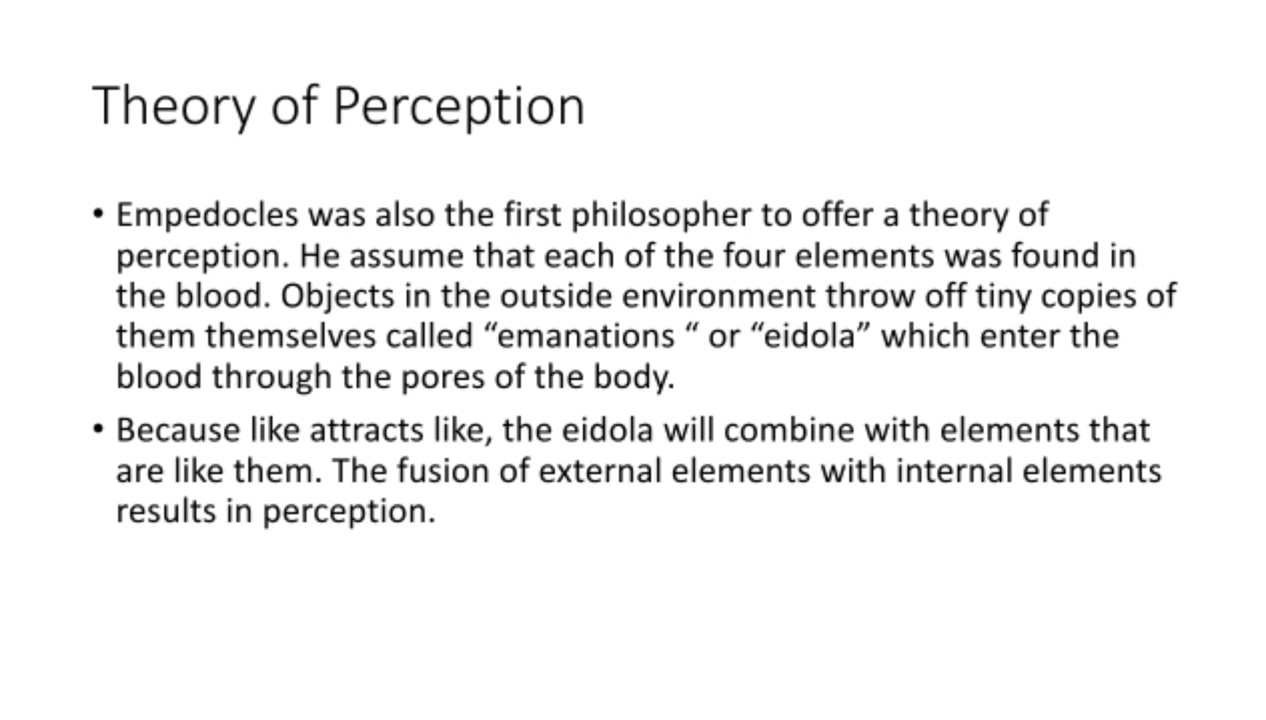 Theory of Perception
• Empedocles was also the first philosopher to offer a theory of
perception. He assume that each of the four elements was found in
the blood. Objects in the outside environment throw off tiny copies of
them themselves called “emanations “ or “eidola” which enter the
blood through the pores of the body.
• Because like attracts like, the eidola will combine with elements that
are like them. The fusion of external elements with internal elements
results in perception.